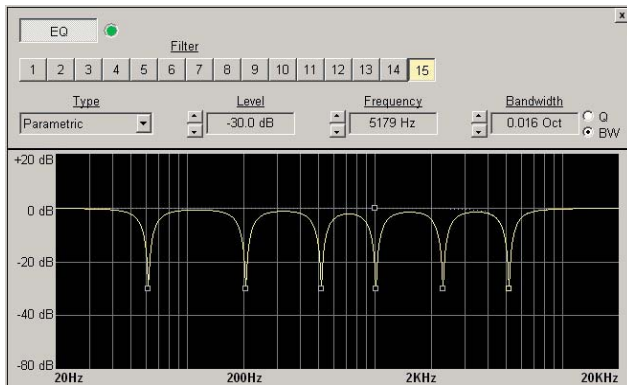 x
EQ
Filter
1 2 3 4 5 6 7 8 9 10 11 12 13 14 15
Type Level Frequency Bandwidth
Parametric -30.0 dB 5179 Hz 0.016 Oct Q
BW
+20 dB
0 dB
-20 dB
-40 dB
-80 dB
20Hz 200Hz 2KHz 20KHz